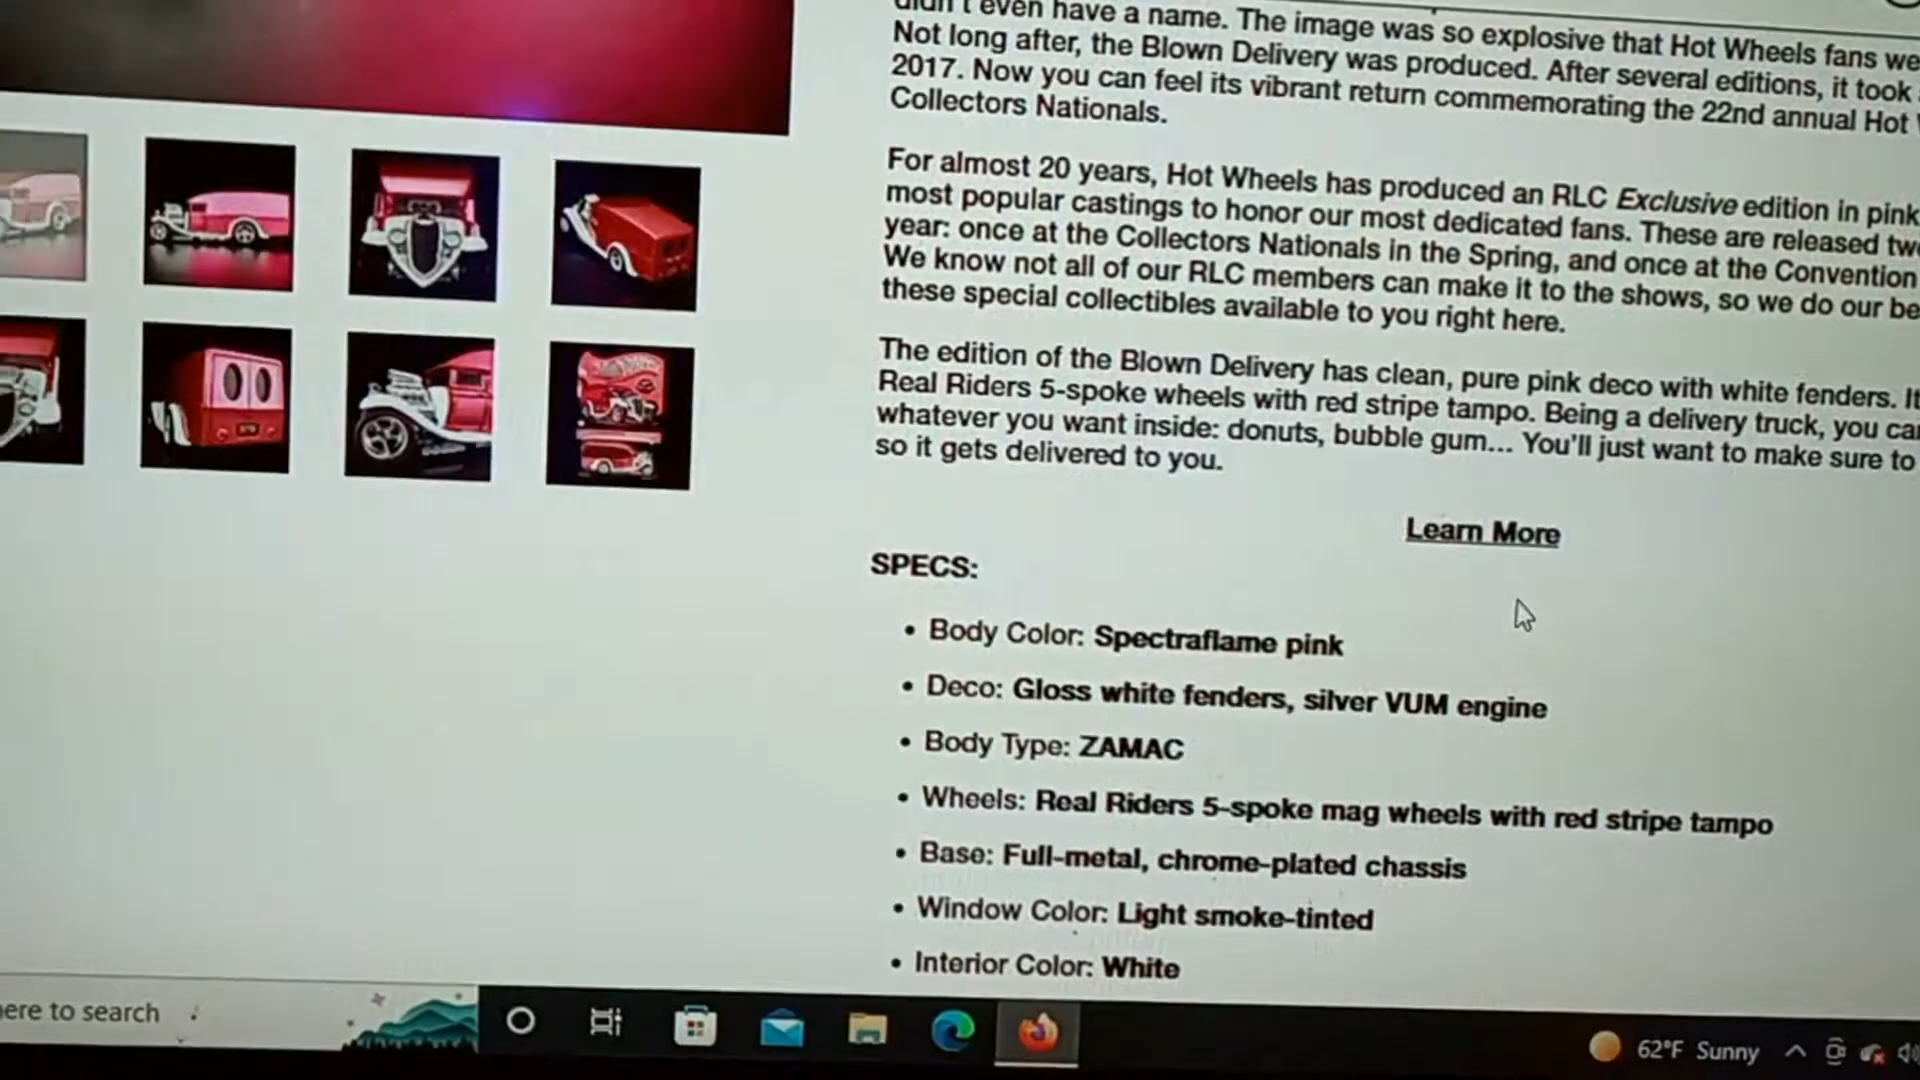 didn't even have a name. The image was so explosive that Hot Wheels fans we
Not long after, the Blown Delivery was produced. After several editions, it took
2017. Now you can feel its vibrant return commemorating the 22nd annual Hot
Collectors Nationals.
For almost 20 years, Hot Wheels has produced an RLC Exclusive edition in pink
most popular castings to honor our most dedicated fans. These are released tw
year: once at the Collectors Nationals in the Spring, and once at the Convention
We know not all of our RLC members can make it to the shows, so we do our be
these special collectibles available to you right here.
The edition of the Blown Delivery has clean, pure pink deco with white fenders. It
Real Riders 5-spoke wheels with red stripe tampo. Being a delivery truck, you ca
whatever you want inside: donuts, bubble gum... You'll just want to make sure to
so it gets delivered to you.
Learn More
SPECS:
• Body Color: Spectraflame pink
• Deco: Gloss white fenders, silver VUM engine
• Body Type: ZAMAC
• Wheels: Real Riders 5-spoke mag wheels with red stripe tampo
• Base: Full-metal, chrome-plated chassis
• Window Color: Light smoke-tinted
• Interior Color: White
ere to search
62°F Sunny